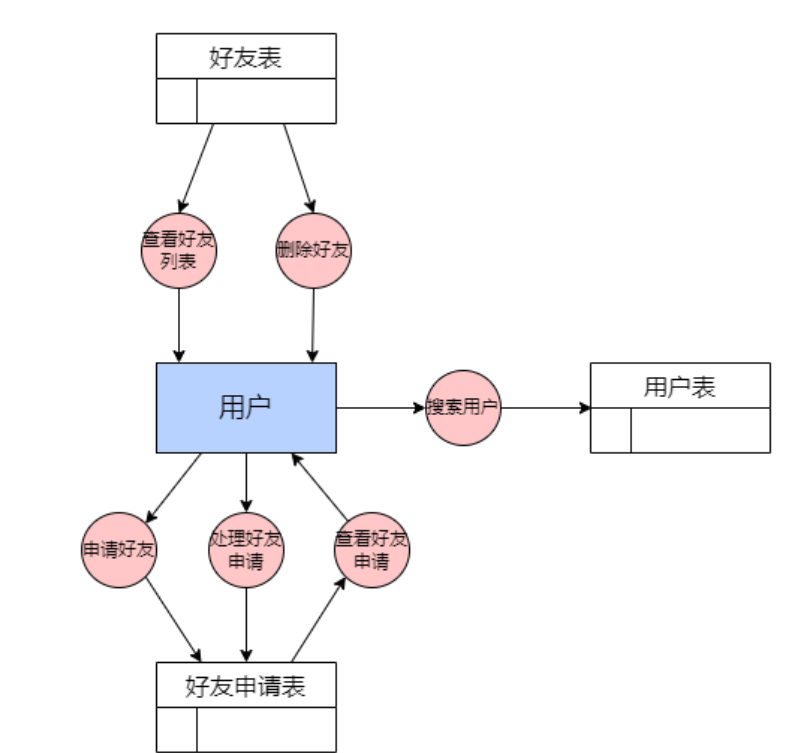 好友表
查看好友
列表
删除好友
用户
搜索用户
用户表
申请好友
处理好友
申请
查看好友
申请
好友申请表